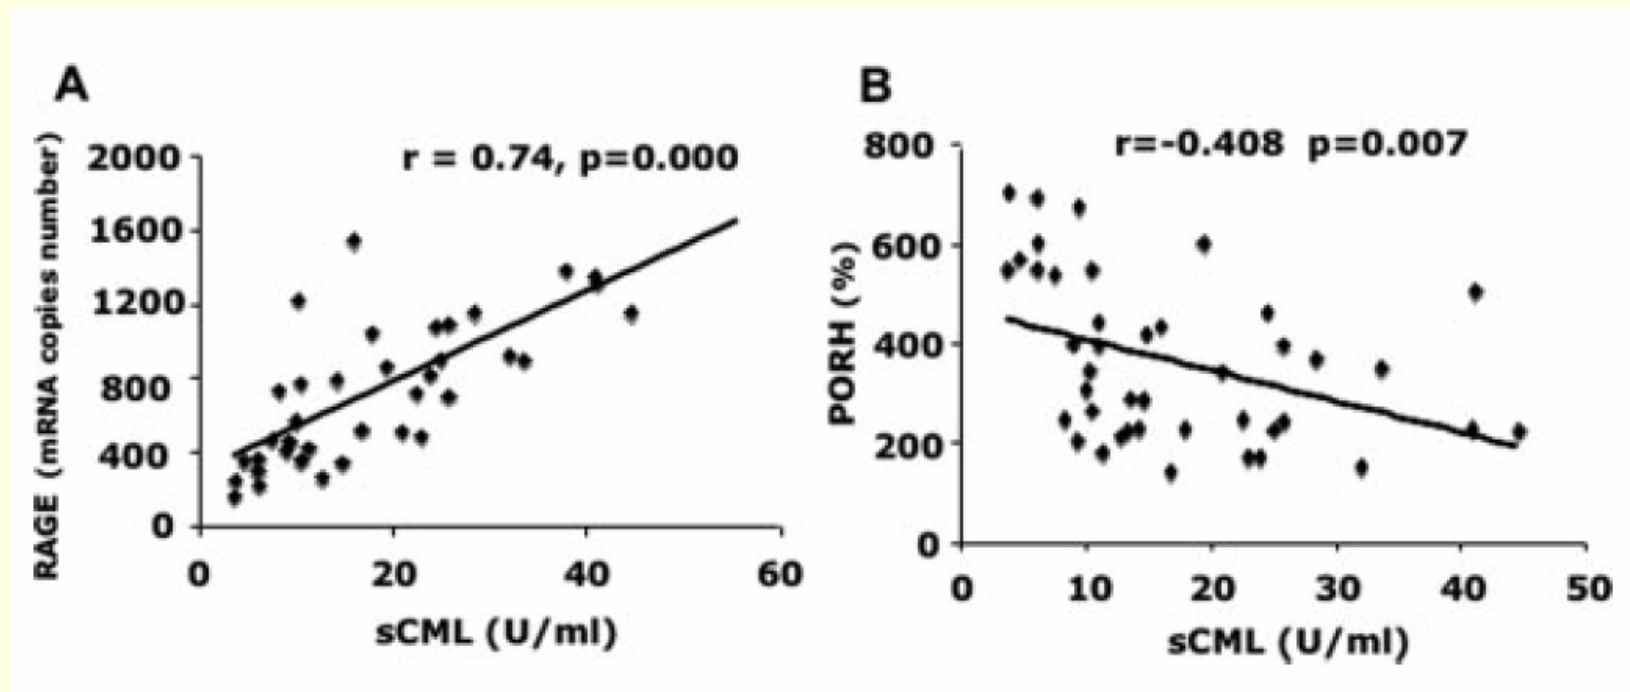 A
RAGE (mRNA copies number)
2000
1600
1200
800
400
0
r = 0.74, p=0.000
0 20 40 60
sCML (U/ml)
B
PORH (%)
800
600
400
200
0
r=-0.408 p=0.007
0 10 20 30 40 50
sCML (U/ml)